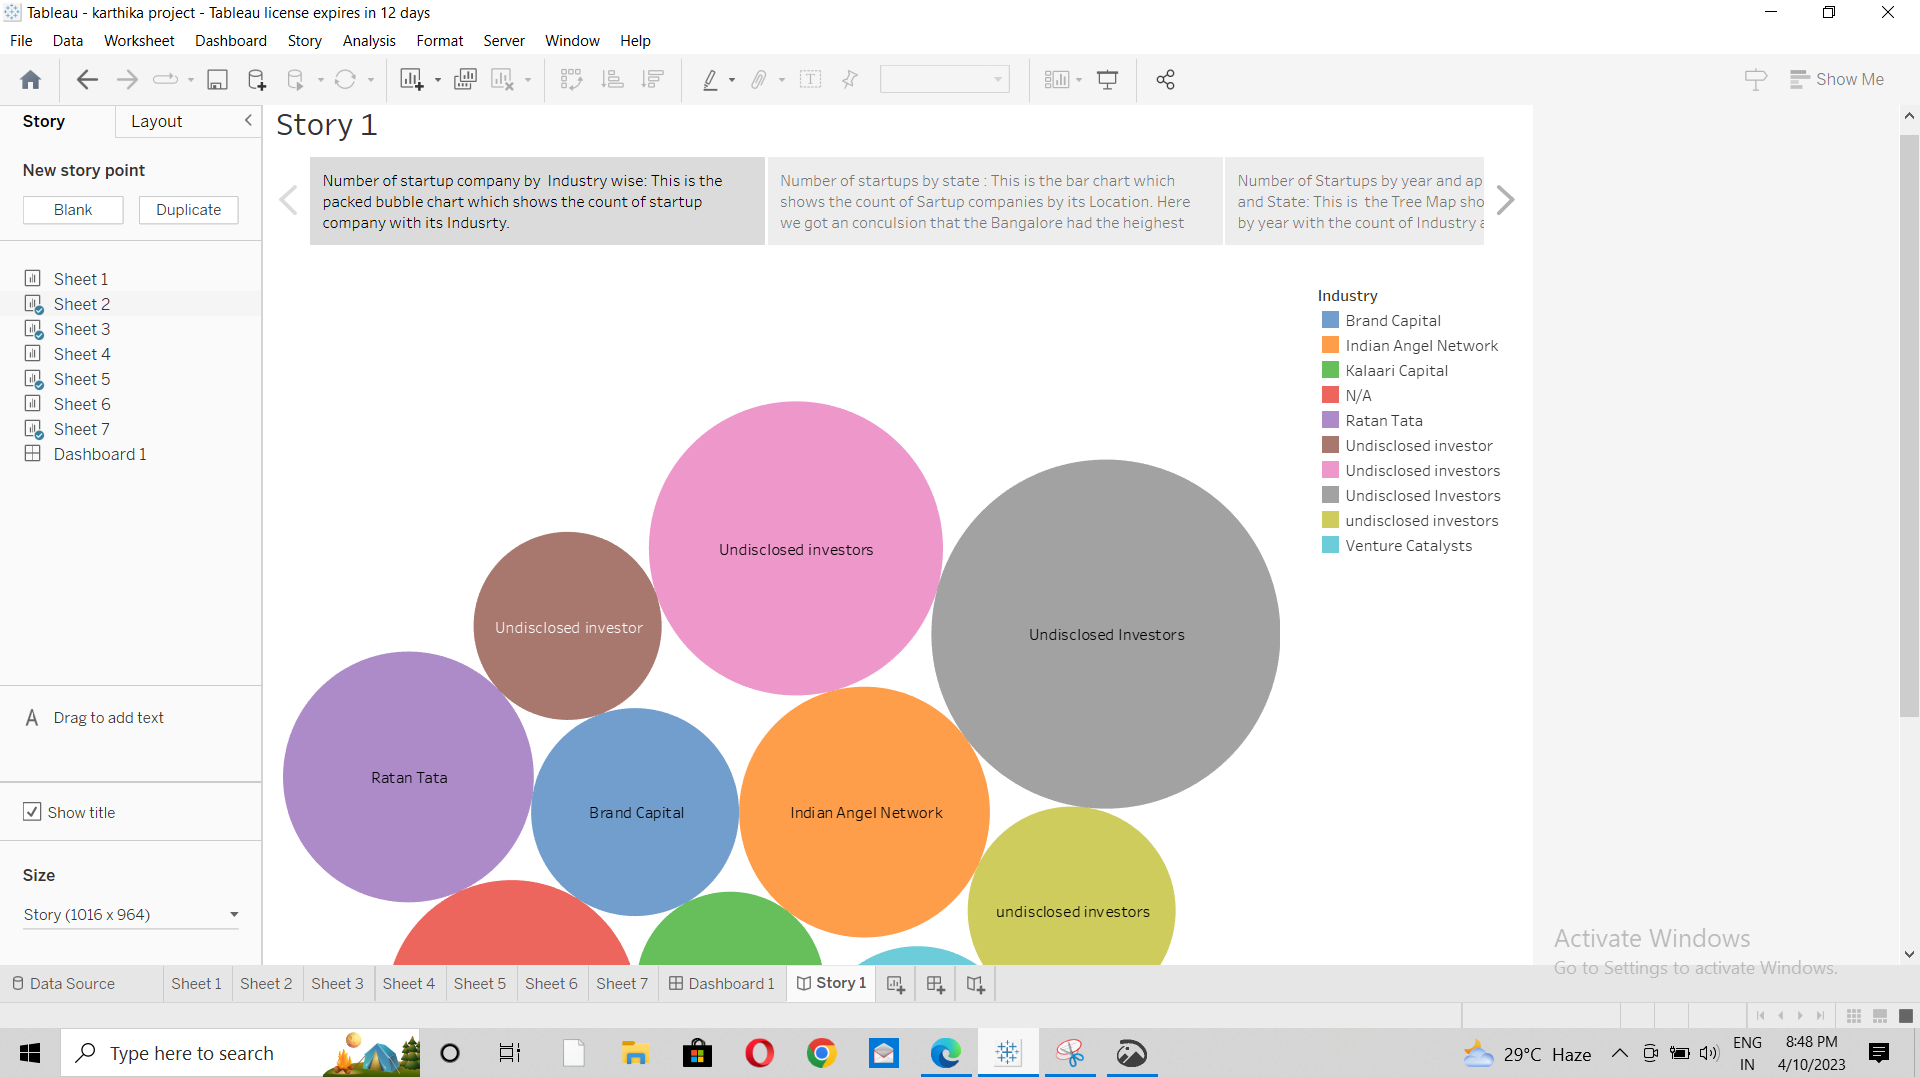 Tableau - karthika project - Tableau license expires in 12 days
File Data Worksheet Dashboard Story Analysis Format Server Window Help
Show Me
Story Layout
New story point
Blank Duplicate
Sheet 1
Sheet 2
Sheet 3
Sheet 4
Sheet 5
Sheet 6
Sheet 7
Dashboard 1
A Drag to add text
Show title
Size
Story (1016 x 964)
Story 1
Number of startup company by Industry wise: This is the
packed bubble chart which shows the count of startup
company with its Indusrty.
Number of startups by state : This is the bar chart which
shows the count of Sartup companies by its Location. Here
we got an conculsion that the Bangalore had the heighest
Number of Startups by year and ap
and State: This is the Tree Map sho
by year with the count of Industry
Industry
Brand Capital
Indian Angel Network
Kalaari Capital
N/A
Ratan Tata
Undisclosed investor
Undisclosed investors
Undisclosed Investors
undisclosed investors
Venture Catalysts
Undisclosed investors
Undisclosed investor
Undisclosed Investors
Ratan Tata
Brand Capital
Indian Angel Network
undisclosed investors
Activate Windows
Go to Settings to activate Windows.
Data Source Sheet 1 Sheet 2 Sheet 3 Sheet 4 Sheet 5 Sheet 6 Sheet 7 Dashboard 1 Story 1
Type here to search
29°C Haze
ENG
IN
8:48 PM
4/10/2023